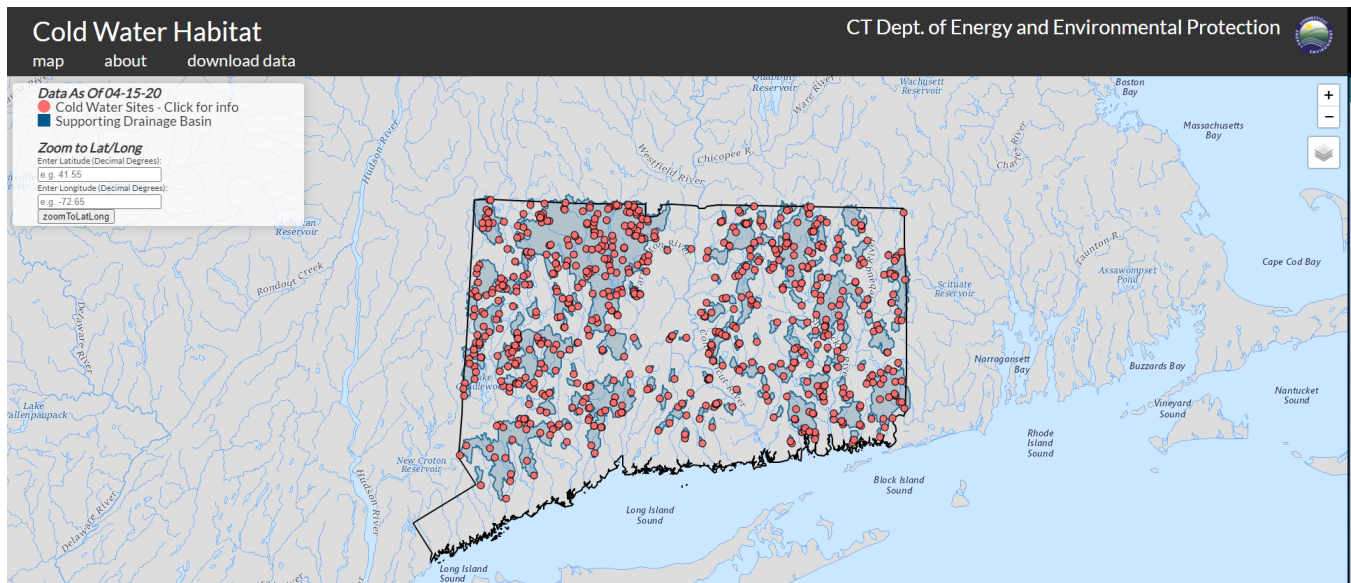 Cold Water Habitat
CT Dept. of Energy and Environmental Protection
map about download data
Data As Of 04-15-20
Cold Water Sites - Click for info
Supporting Drainage Basin
Zoom to Lat/Long
Enter Latitude (Decimal Degrees):
e.g. 41.55
Enter Longitude (Decimal Degrees):
e.g. -72.65
zoomToLatLong
+
−
Reservoir
Ware River
Wachusett
Reservoir
Boston
Bay
Massachusetts
Bay
Hudson River
Westfield River
Chicopee R.
Charles River
Reservoir
Rondout Creek
Taunton R.
Cape Cod Bay
Assawompset
Pond
Scituate
Reservoir
Delaware River
Narragansett
Bay
Buzzards Bay
Nantucket
Sound
Vineyard
Sound
Lake
Rhode
Island
Sound
New Croton
Reservoir
Hudson River
Block Island
Sound
Long Island
Sound
Delaware River
Long Island
Sound